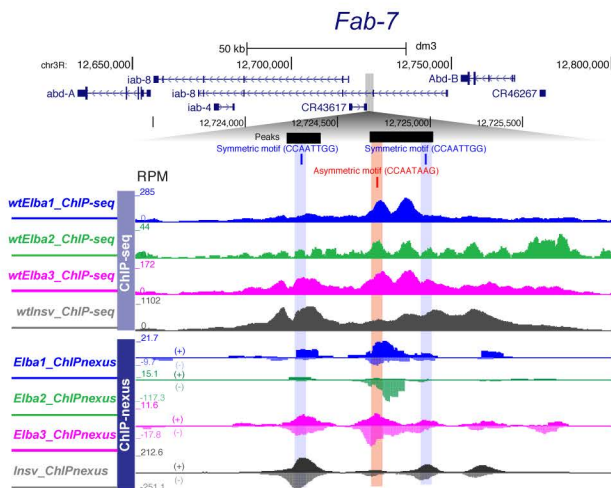 Fab-7
50 kb dm3
chr3R: 12,650,000 12,700,000 12,750,000 12,800,000
iab-8 Abd-B
abd-A iab-8 CR46267
iab-4 CR43617
12,724,000 12,724,500 12,725,000 12,725,500
Peaks
Symmetric motif (CCAATTGG) Symmetric motif (CCAATTGG)
Asymmetric motif (CCAATAAG)
RPM
ChIP-seq
285
wtElba1_ChIP-seq
0
44
wtElba2_ChIP-seq
0
172
wtElba3_ChIP-seq
0
1102
wtInsv_ChIP-seq
0
ChIP-nexus
21.7
Elba1_ChIPnexus (+)
-9.7 (-)
15.1 (+)
(-)
Elba2_ChIPnexus -117.3
11.6
Elba3_ChIPnexus (+)
-17.8 (-)
212.6
Insv_ChIPnexus (+)
(-)
-251.1